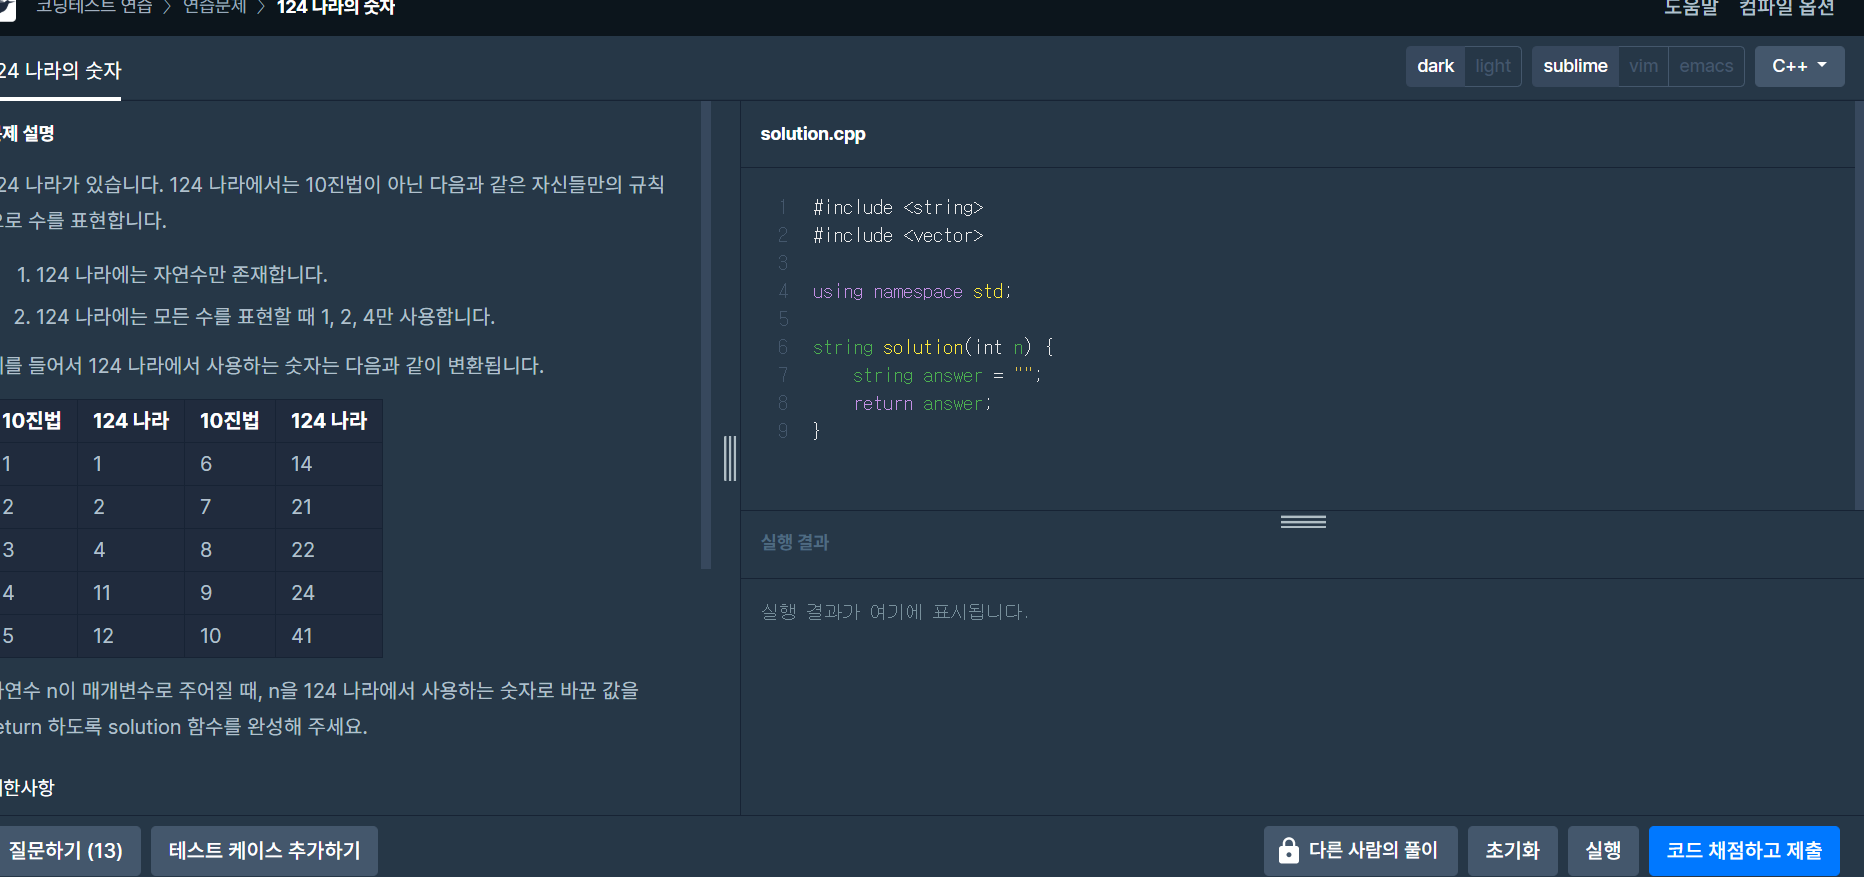 코딩테스트 연습 > 연습문제 > 124 나라의 숫자
도움말 컴파일 옵션
24 나라의 숫자
dark light sublime vim emacs C++
제 설명
24 나라가 있습니다. 124 나라에서는 10진법이 아닌 다음과 같은 자신들만의 규칙
로 수를 표현합니다.
1. 124 나라에는 자연수만 존재합니다.
2. 124 나라에는 모든 수를 표현할 때 1, 2, 4만 사용합니다.
를 들어서 124 나라에서 사용하는 숫자는 다음과 같이 변환됩니다.
10진법 124 나라 10진법 124 나라
1 1 6 14
2 2 7 21
3 4 8 22
4 11 9 24
5 12 10 41
연수 n이 매개변수로 주어질 때, n을 124 나라에서 사용하는 숫자로 바꾼 값을
eturn 하도록 solution 함수를 완성해 주세요.
한사항
solution.cpp
1 #include <string>
2 #include <vector>
3
4 using namespace std;
5
6 string solution(int n) {
7 string answer = "";
8 return answer;
9 }
실행 결과
실행 결과가 여기에 표시됩니다.
질문하기 (13) 테스트 케이스 추가하기 다른 사람의 풀이 초기화 실행 코드 채점하고 제출